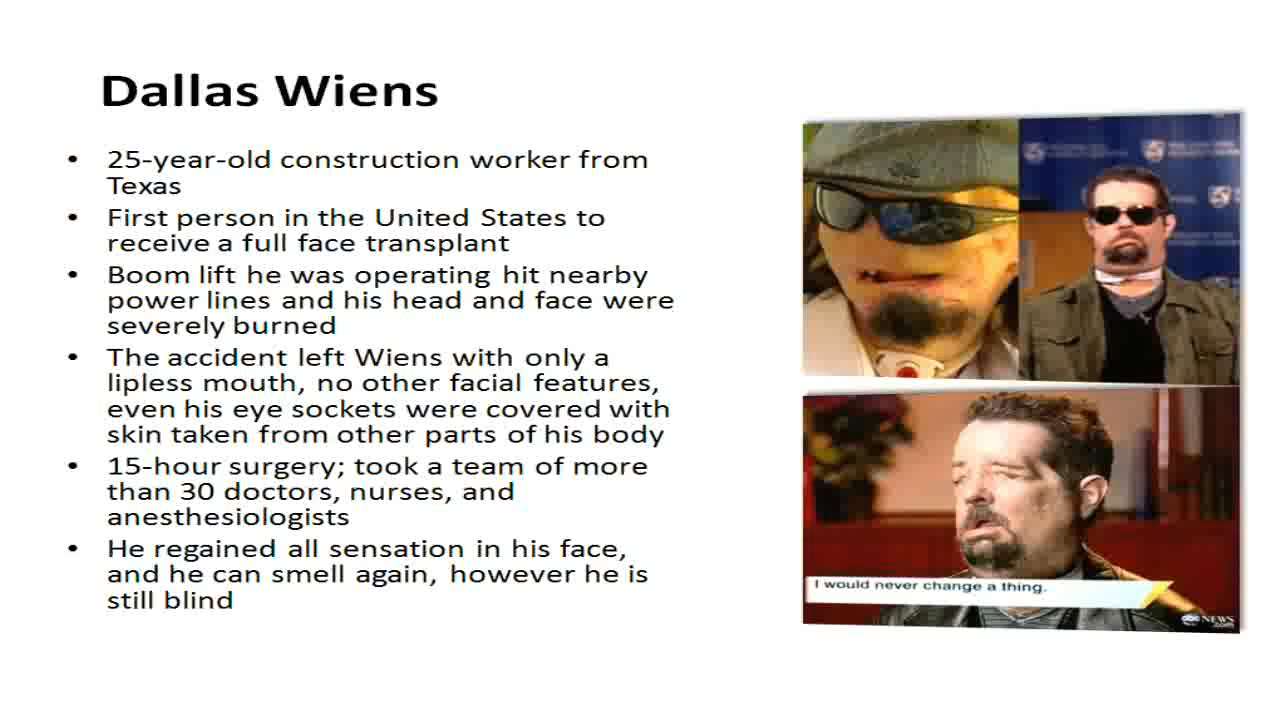 Dallas Wiens
• 25-year-old construction worker from
Texas
• First person in the United States to
receive a full face transplant
• Boom lift he was operating hit nearby
power lines and his head and face were
severely burned
• The accident left Wiens with only a
lipless mouth, no other facial features,
even his eye sockets were covered with
skin taken from other parts of his body
• 15-hour surgery; took a team of more
than 30 doctors, nurses, and
anesthesiologists
• He regained all sensation in his face,
and he can smell again, however he is
still blind
I would never change a thing.
abc NEWS
.com